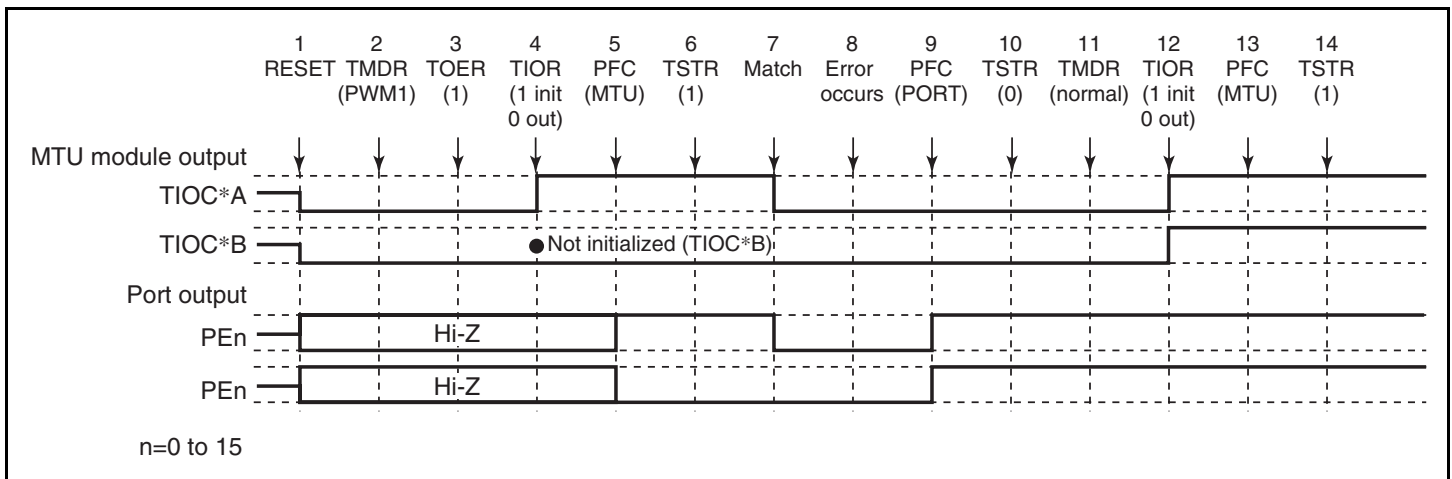 1 2 3 4 5 6 7 8 9 10 11 12 13 14
RESET TMDR TOER TIOR PFC TSTR Match Error PFC TSTR TMDR TIOR PFC TSTR
(PWM1) (1) (1 init (MTU) (1) occurs (PORT) (0) (normal) (1 init (MTU) (1)
0 out) 0 out)
MTU module output
TIOC*A
TIOC*B
Not initialized (TIOC*B)
Port output
PEn
Hi-Z
PEn
Hi-Z
n=0 to 15